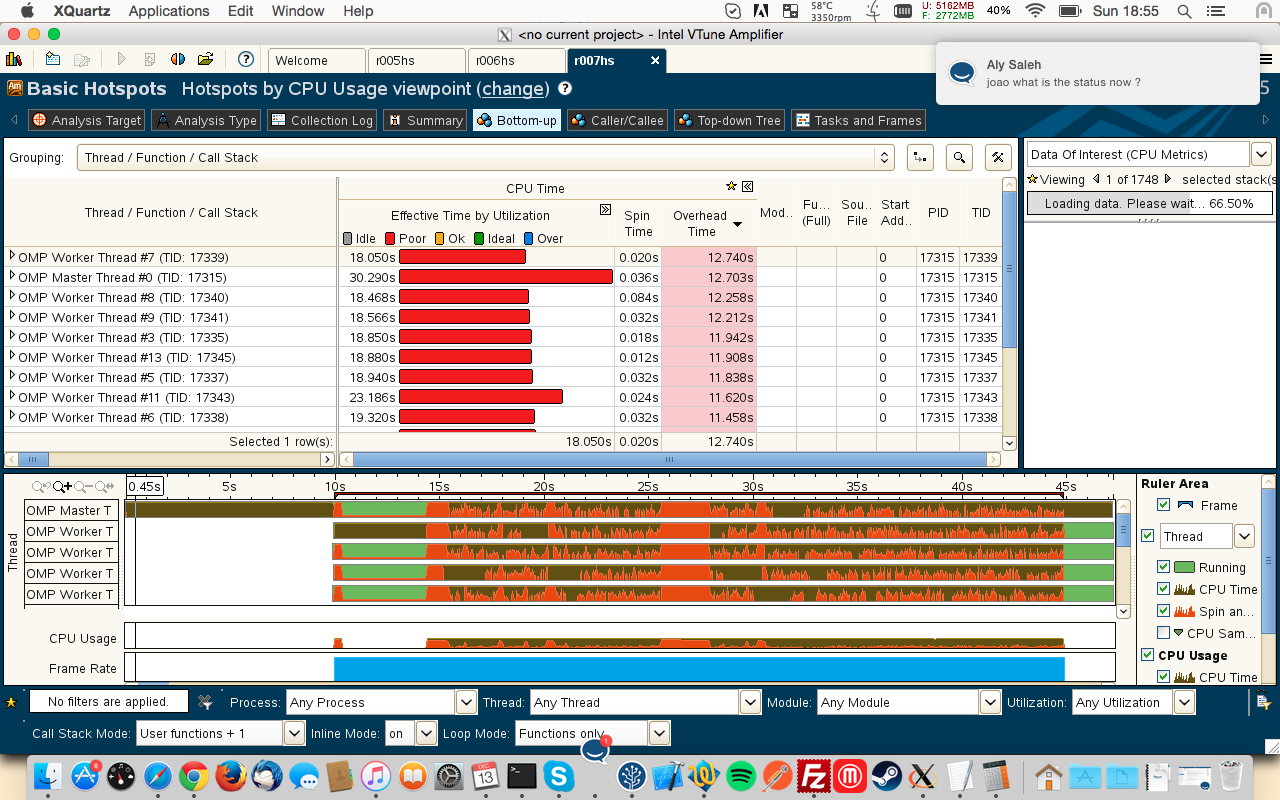 XQuartz Applications Edit Window Help 58°C 3350rpm U: 5162MB F: 2772MB 40% Sun 18:55
<no current project> - Intel VTune Amplifier
Welcome r005hs r006hs r007hs
Aly Saleh
joao what is the status now ?
Basic Hotspots Hotspots by CPU Usage viewpoint (change) ? 5
Analysis Target Analysis Type Collection Log Summary Bottom-up Caller/Callee Top-down Tree Tasks and Frames
Grouping: Thread / Function / Call Stack
Data Of Interest (CPU Metrics)
Viewing 1 of 1748 selected stack(s
Loading data. Please wait... 66.50%
Thread / Function / Call Stack
CPU Time
Effective Time by Utilization
Idle Poor Ok Ideal Over
Spin Time
Overhead Time
Mod..
Fu... (Full)
Sou.. File
Start Add..
PID
TID
OMP Worker Thread #7 (TID: 17339) 18.050s 0.020s 12.740s 0 17315 17339
OMP Master Thread #0 (TID: 17315) 30.290s 0.036s 12.703s 0 17315 17315
OMP Worker Thread #8 (TID: 17340) 18.468s 0.084s 12.258s 0 17315 17340
OMP Worker Thread #9 (TID: 17341) 18.566s 0.032s 12.212s 0 17315 17341
OMP Worker Thread #3 (TID: 17335) 18.850s 0.018s 11.942s 0 17315 17335
OMP Worker Thread #13 (TID: 17345) 18.880s 0.012s 11.908s 0 17315 17345
OMP Worker Thread #5 (TID: 17337) 18.940s 0.032s 11.838s 0 17315 17337
OMP Worker Thread #11 (TID: 17343) 23.186s 0.024s 11.620s 0 17315 17343
OMP Worker Thread #6 (TID: 17338) 19.320s 0.032s 11.458s 0 17315 17338
Selected 1 row(s): 18.050s 0.020s 12.740s
0.45s 5s 10s 15s 20s 25s 30s 35s 40s 45s
Thread
OMP Master T
OMP Worker T
OMP Worker T
OMP Worker T
OMP Worker T
CPU Usage
Frame Rate
Ruler Area
Frame
Thread
Running
CPU Time
Spin an...
CPU Sam...
CPU Usage
CPU Time
No filters are applied. Process: Any Process Thread: Any Thread Module: Any Module Utilization: Any Utilization
Call Stack Mode: User functions + 1 Inline Mode: on Loop Mode: Functions only
1
8
DEC
13